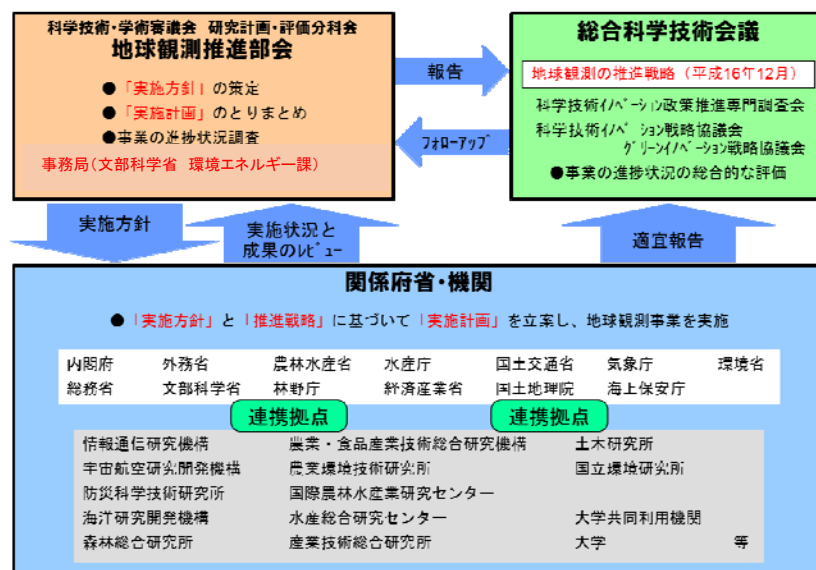 科学技術・学術審議会 研究計画・評価分科会
地球観測推進部会
●「実施方針」の策定
●「実施計画」のとりまとめ
●事業の進捗状況調査
事務局(文部科学省 環境エネルギー課)
報告
フォローアップ
総合科学技術会議
地球観測の推進戦略（平成16年12月）
科学技術イノベーション政策推進専門調査会
科学技術イノベーション戦略協議会
グリーンイノベーション戦略協議会
●事業の進捗状況の総合的な評価
実施方針
実施状況と
成果のレビュー
適宜報告
関係府省・機関
●「実施方針」と「推進戦略」に基づいて「実施計画」を立案し、地球観測事業を実施
内閣府 外務省 農林水産省 水産庁 国土交通省 気象庁 環境省
総務省 文部科学省 林野庁 経済産業省 国土地理院 海上保安庁
連携拠点 連携拠点
情報通信研究機構 農業・食品産業技術総合研究機構 土木研究所
宇宙航空研究開発機構 農業環境技術研究所 国立環境研究所
防災科学技術研究所 国際農林水産業研究センター
海洋研究開発機構 水産総合研究センター 大学共同利用機関
森林総合研究所 産業技術総合研究所 大学 等